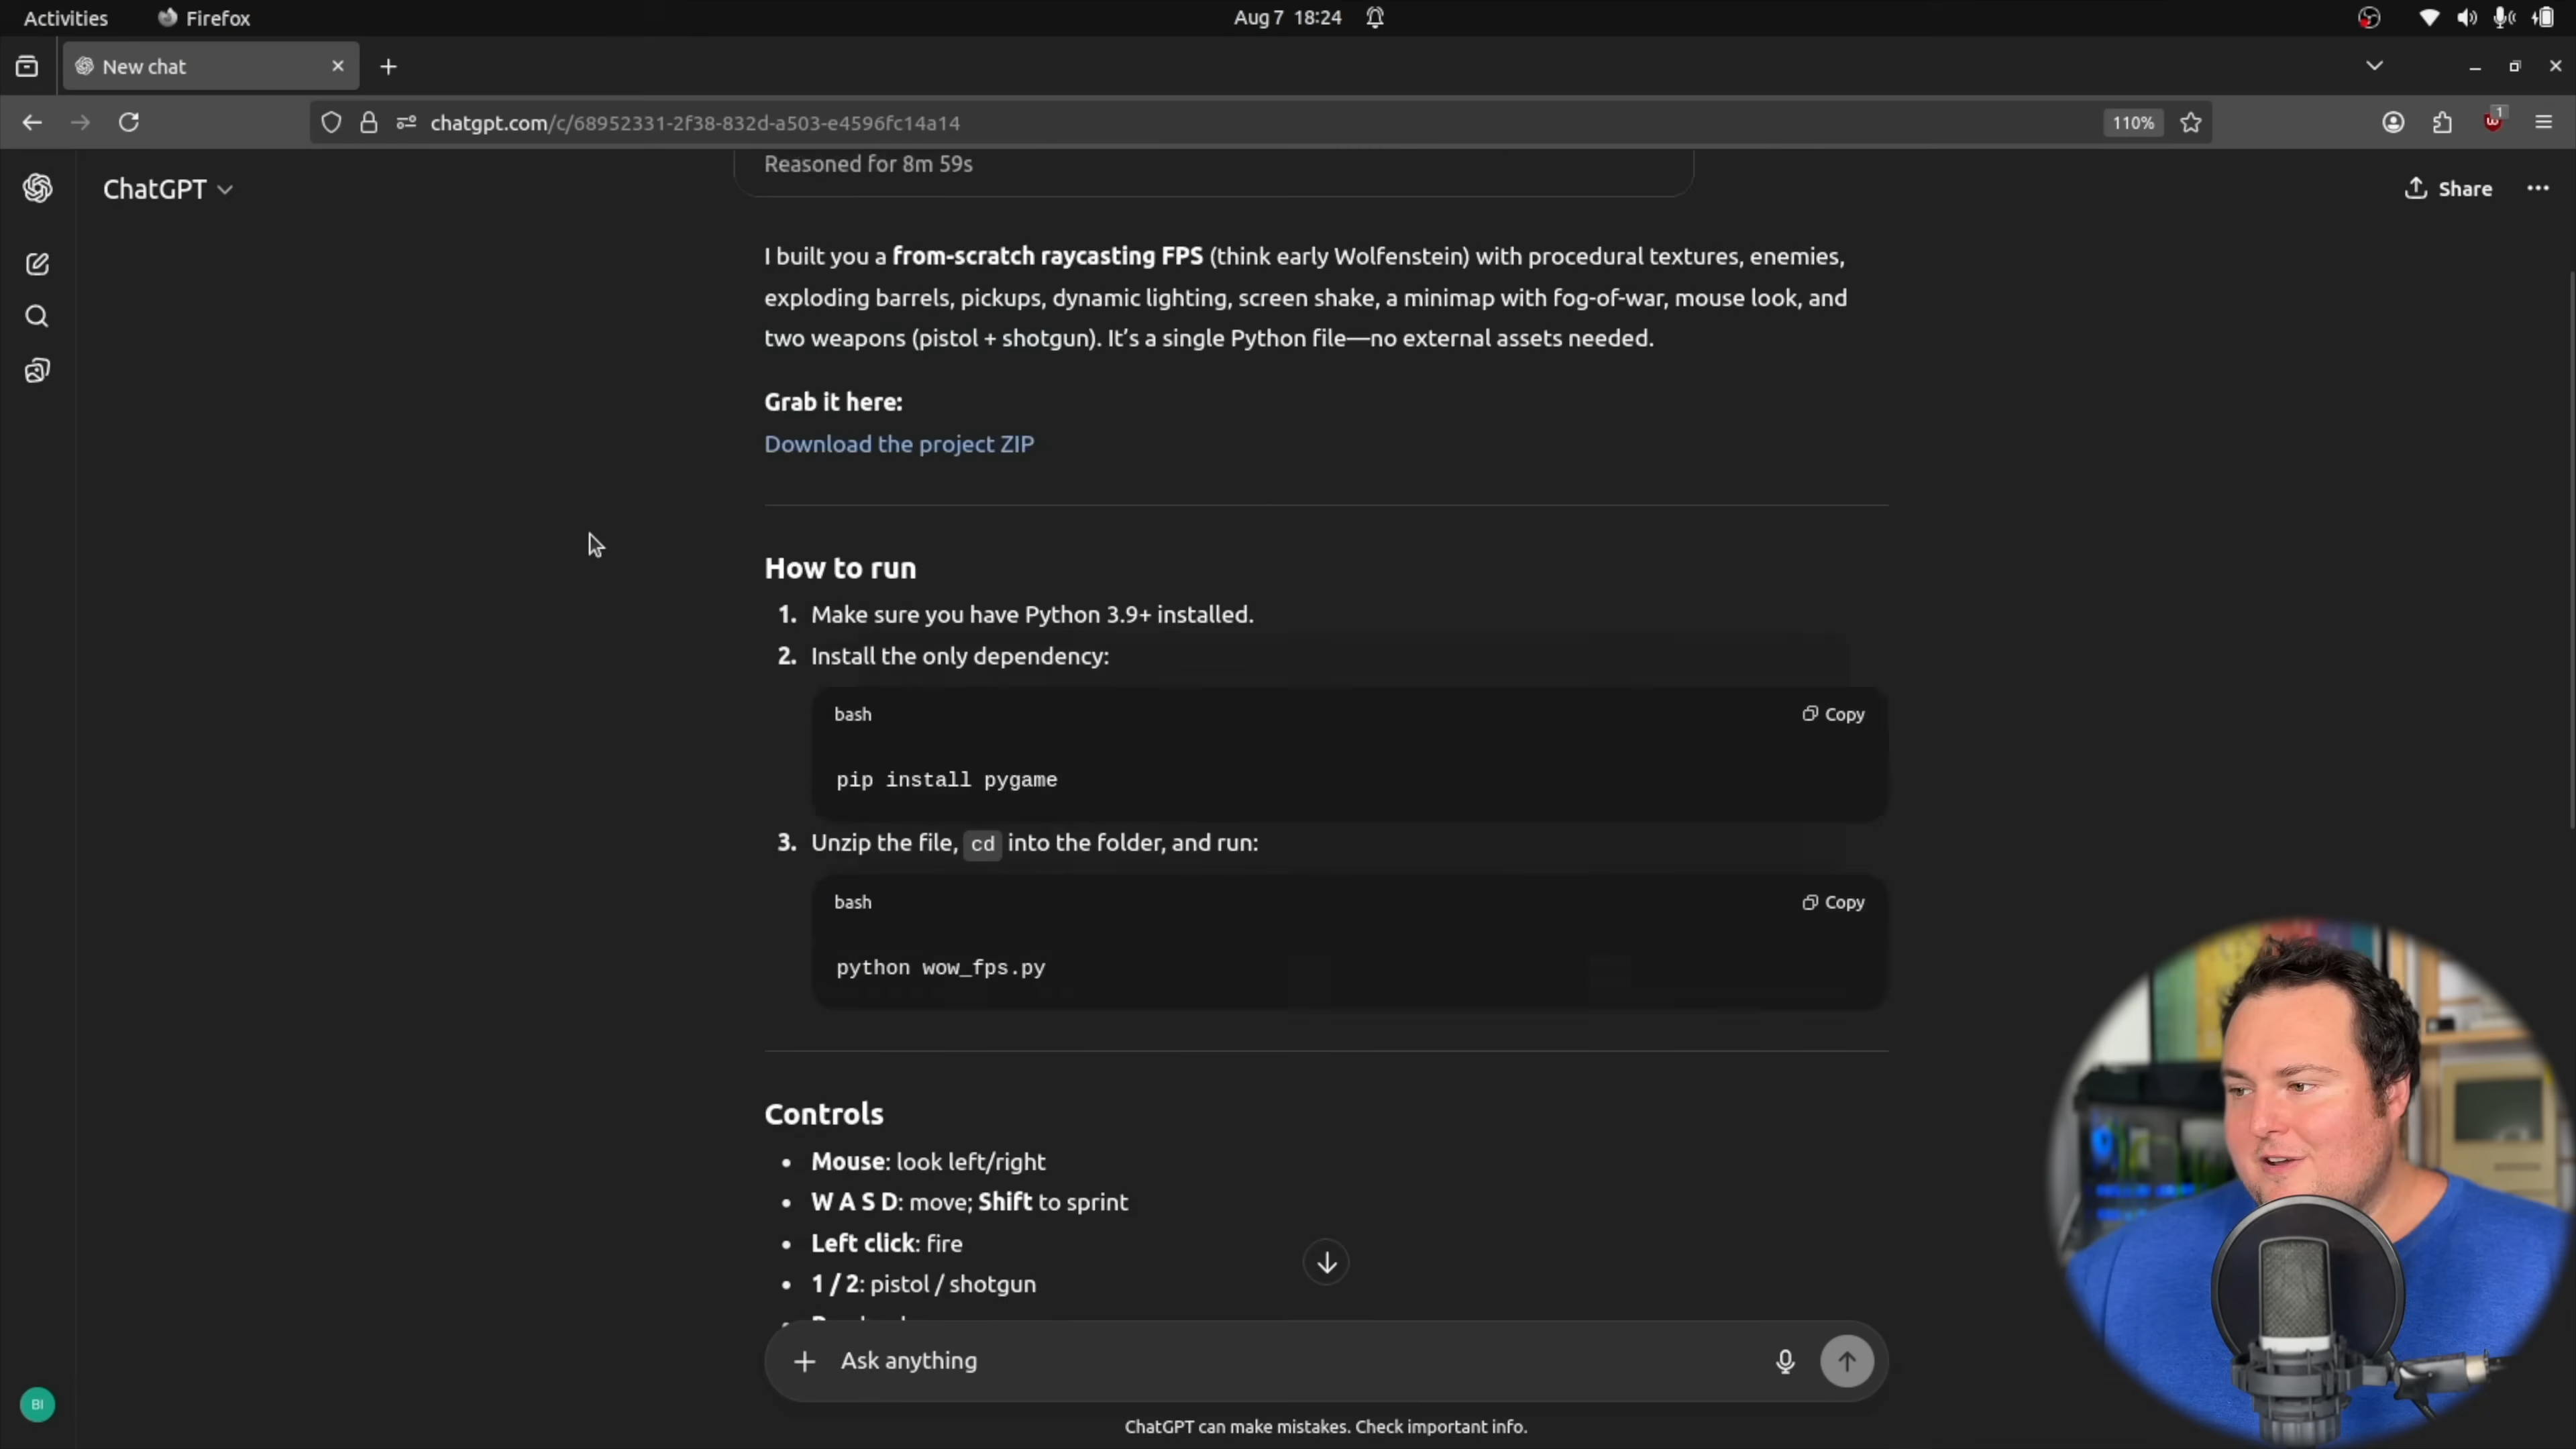 Activities Firefox Aug 7 18:24
New chat
chatgpt.com/c/68952331-2f38-832d-a503-e4596fc14a14 110% 1
Reasoned for 8m 59s
ChatGPT Share
I built you a from-scratch raycasting FPS (think early Wolfenstein) with procedural textures, enemies,
exploding barrels, pickups, dynamic lighting, screen shake, a minimap with fog-of-war, mouse look, and
two weapons (pistol + shotgun). It’s a single Python file—no external assets needed.
Grab it here:
Download the project ZIP
How to run
1. Make sure you have Python 3.9+ installed.
2. Install the only dependency:
bash Copy
pip install pygame
3. Unzip the file, cd into the folder, and run:
bash Copy
python wow_fps.py
Controls
• Mouse: look left/right
• W A S D: move; Shift to sprint
• Left click: fire
• 1 / 2: pistol / shotgun
Ask anything
BI
ChatGPT can make mistakes. Check important info.